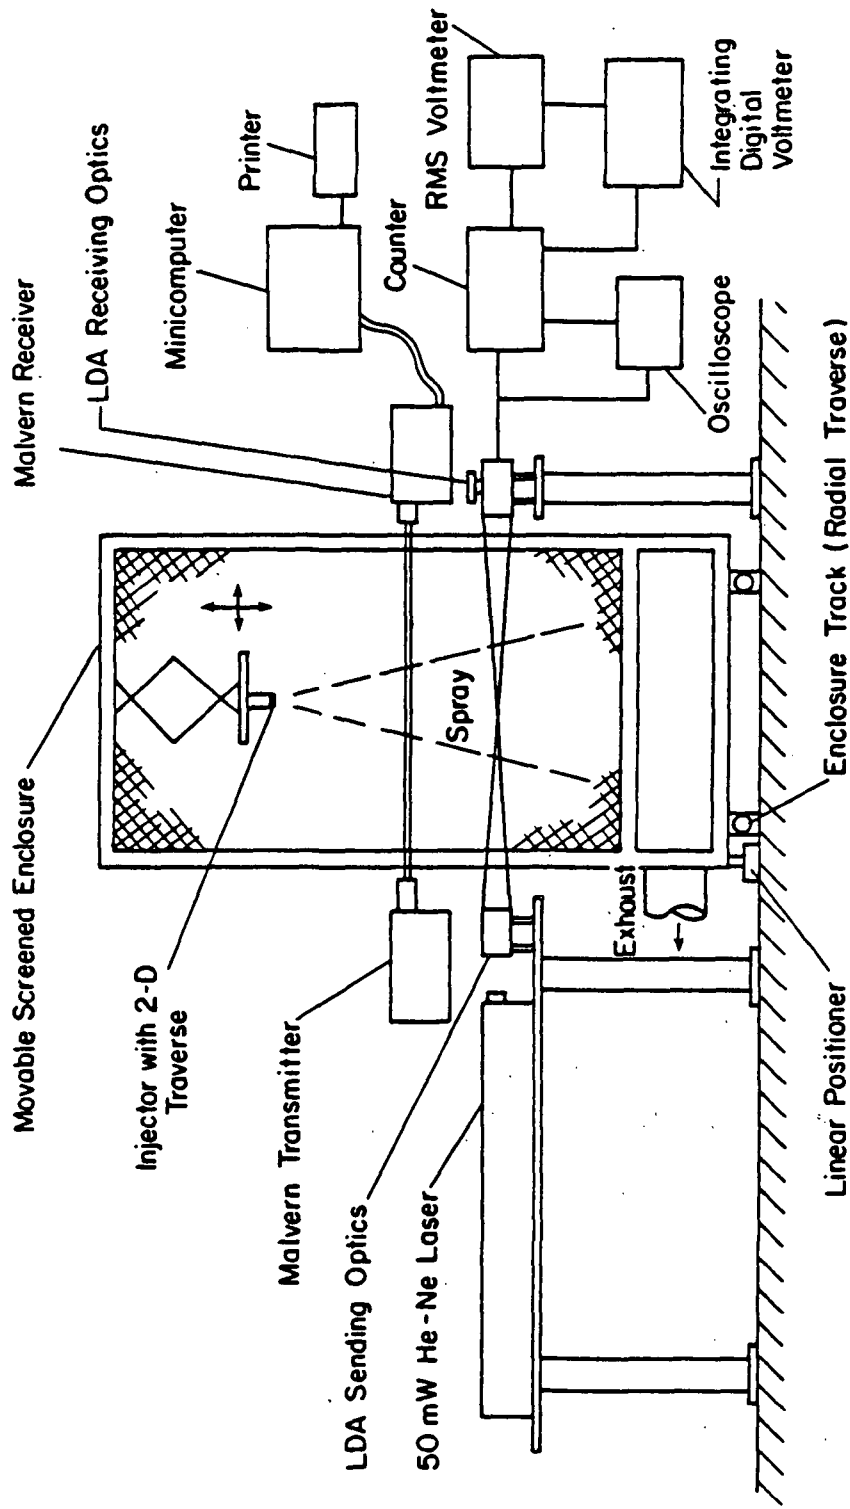 Movable Screened Enclosure
Injector with 2-D
Traverse
Malvern Transmitter
LDA Sending Optics
50 mW He-Ne Laser
Malvern Receiver
LDA Receiving Optics
Minicomputer
Printer
Counter
RMS Voltmeter
Spray
Exhaust
Oscilloscope
Integrating
Digital
Voltmeter
Linear Positioner
Enclosure Track (Radial Traverse)